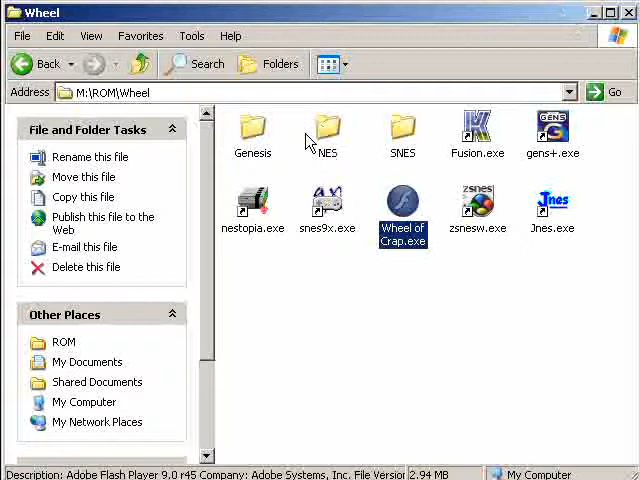 Wheel
File Edit View Favorites Tools Help
Back Search Folders
Address M:\ROM\Wheel Go
File and Folder Tasks
Rename this file
Move this file
Copy this file
Publish this file to the
Web
E-mail this file
Delete this file
Other Places
ROM
My Documents
Shared Documents
My Computer
My Network Places
Genesis NES SNES Fusion.exe gens+.exe
GENS
zsnes
Jnes
nestopia.exe snes9x.exe Wheel of
Crap.exe zsnesw.exe Jnes.exe
Description: Adobe Flash Player 9.0 r45 Company: Adobe Systems, Inc. File Version 2.94 MB My Computer